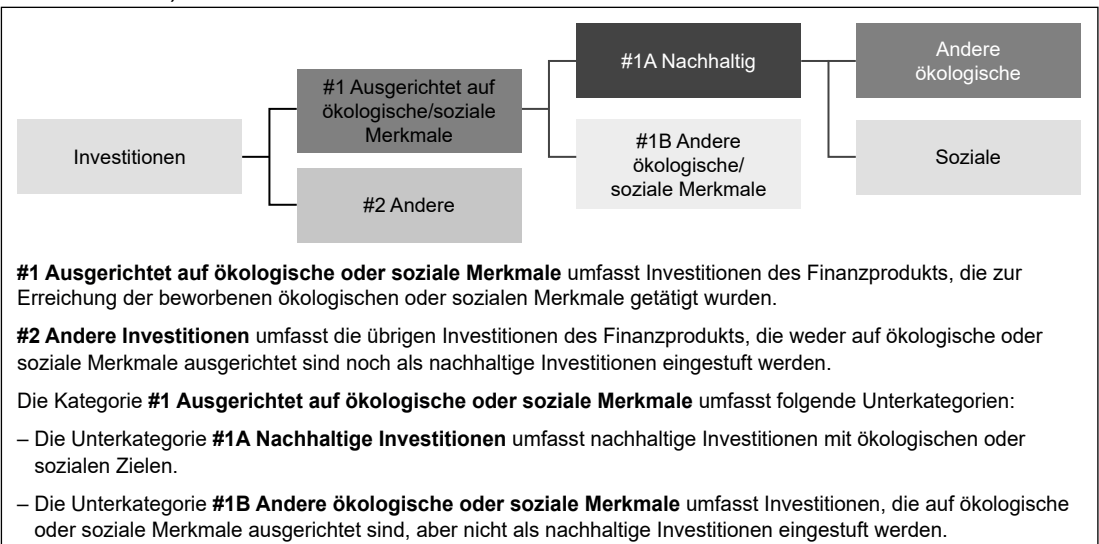 Investitionen
#1 Ausgerichtet auf
ökologische/soziale
Merkmale
#2 Andere
#1A Nachhaltig
#1B Andere
ökologische/
soziale Merkmale
Andere
ökologische
Soziale
#1 Ausgerichtet auf ökologische oder soziale Merkmale umfasst Investitionen des Finanzprodukts, die zur
Erreichung der beworbenen ökologischen oder sozialen Merkmale getätigt wurden.
#2 Andere Investitionen umfasst die übrigen Investitionen des Finanzprodukts, die weder auf ökologische oder
soziale Merkmale ausgerichtet sind noch als nachhaltige Investitionen eingestuft werden.
Die Kategorie #1 Ausgerichtet auf ökologische oder soziale Merkmale umfasst folgende Unterkategorien:
– Die Unterkategorie #1A Nachhaltige Investitionen umfasst nachhaltige Investitionen mit ökologischen oder
sozialen Zielen.
– Die Unterkategorie #1B Andere ökologische oder soziale Merkmale umfasst Investitionen, die auf ökologische
oder soziale Merkmale ausgerichtet sind, aber nicht als nachhaltige Investitionen eingestuft werden.